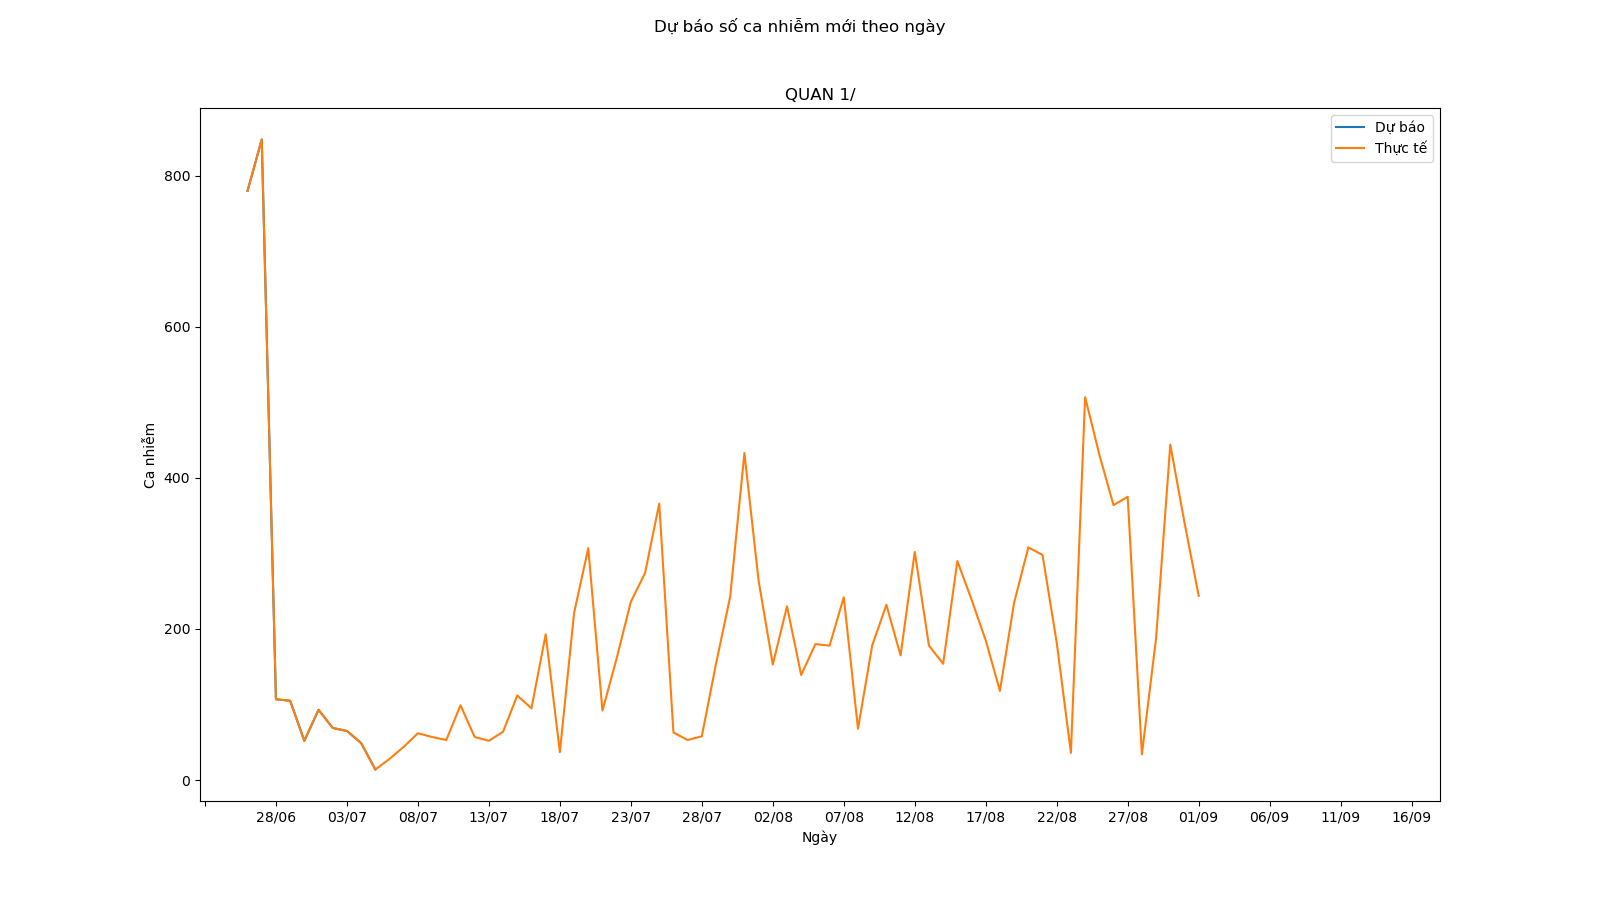 Dự báo số ca nhiễm mới theo ngày
QUAN 1/
Dự báo
Thực tế
800
600
400
200
0
Ca nhiễm
28/06 03/07 08/07 13/07 18/07 23/07 28/07 02/08 07/08 12/08 17/08 22/08 27/08 01/09 06/09 11/09 16/09
Ngày